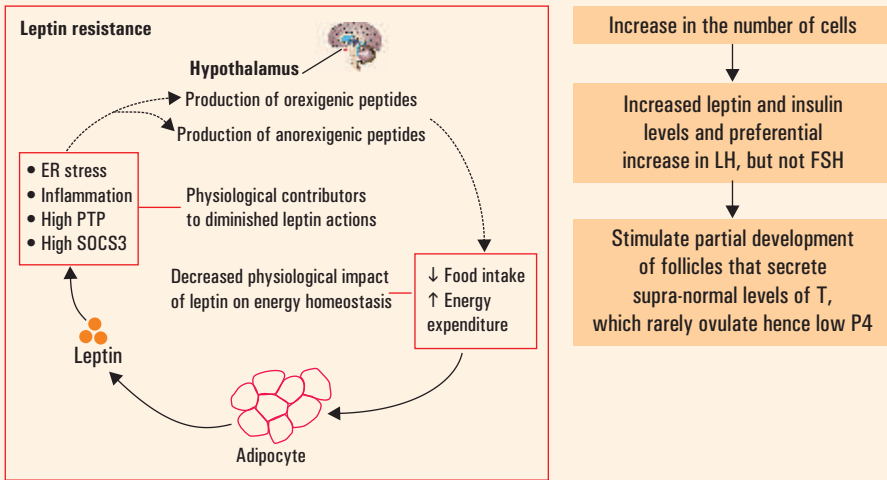 Leptin resistance
Hypothalamus
Production of orexigenic peptides
Production of anorexigenic peptides
• ER stress
• Inflammation
• High PTP
• High SOCS3
Physiological contributors
to diminished leptin actions
Decreased physiological impact
of leptin on energy homeostasis
↓ Food intake
↑ Energy
expenditure
Leptin
Adipocyte
Increase in the number of cells
Increased leptin and insulin
levels and preferential
increase in LH, but not FSH
Stimulate partial development
of follicles that secrete
supra-normal levels of T,
which rarely ovulate hence low P4